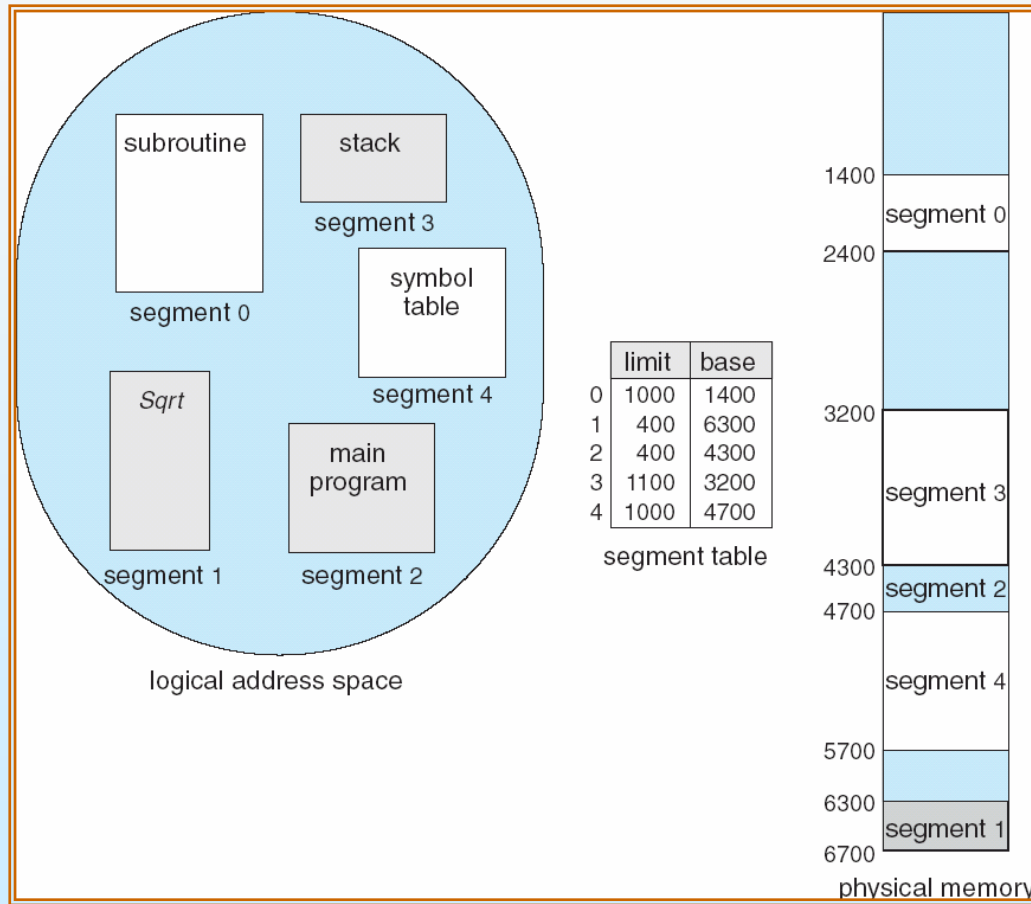 subroutine
segment 0
stack
segment 3
symbol
table
segment 4
Sqrt
segment 1
main
program
segment 2
logical address space
limit base
0 1000 1400
1 400 6300
2 400 4300
3 1100 3200
4 1000 4700
segment table
1400
segment 0
2400
3200
segment 3
4300
segment 2
4700
segment 4
5700
6300
segment 1
6700
physical memory